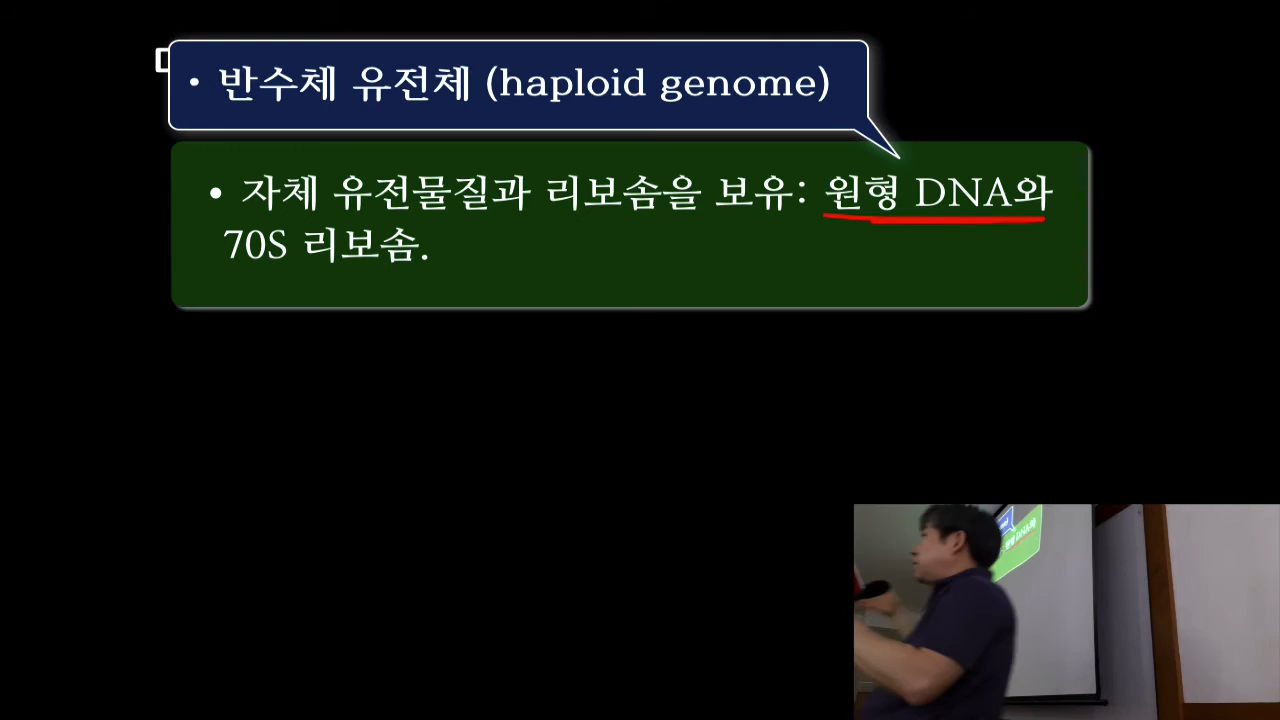 • 반수체 유전체 (haploid genome)
• 자체 유전물질과 리보솜을 보유: 원형 DNA와
70S 리보솜.